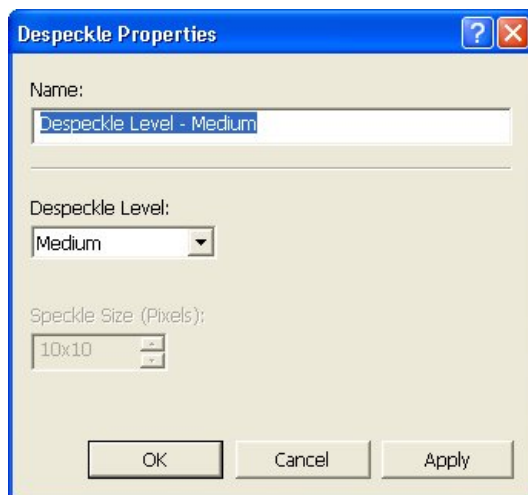 Despeckle Properties
Name:
Despeckle Level - Medium
Despeckle Level:
Medium
Speckle Size (Pixels):
10x10
OK Cancel Apply